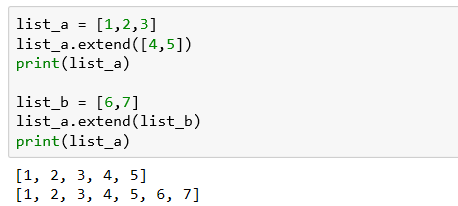 list_a = [1,2,3]
list_a.extend([4,5])
print(list_a)

list_b = [6,7]
list_a.extend(list_b)
print(list_a)
[1, 2, 3, 4, 5]
[1, 2, 3, 4, 5, 6, 7]